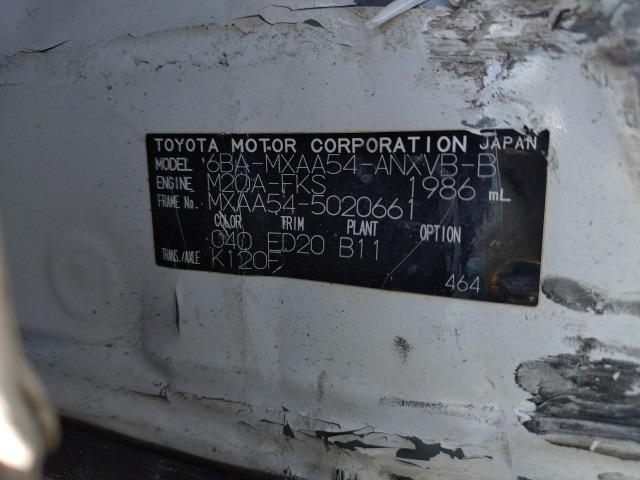 TOYOTA MOTOR CORPORATION JAPAN
MODEL 6BA-MXAA54-ANXVB-B
ENGINE M20A-FKS 1986 mL
FRAME No. MXAA54-5020661
COLOR TRIM PLANT OPTION
040 ED20 B11
TRANS./AXLE K120F
464